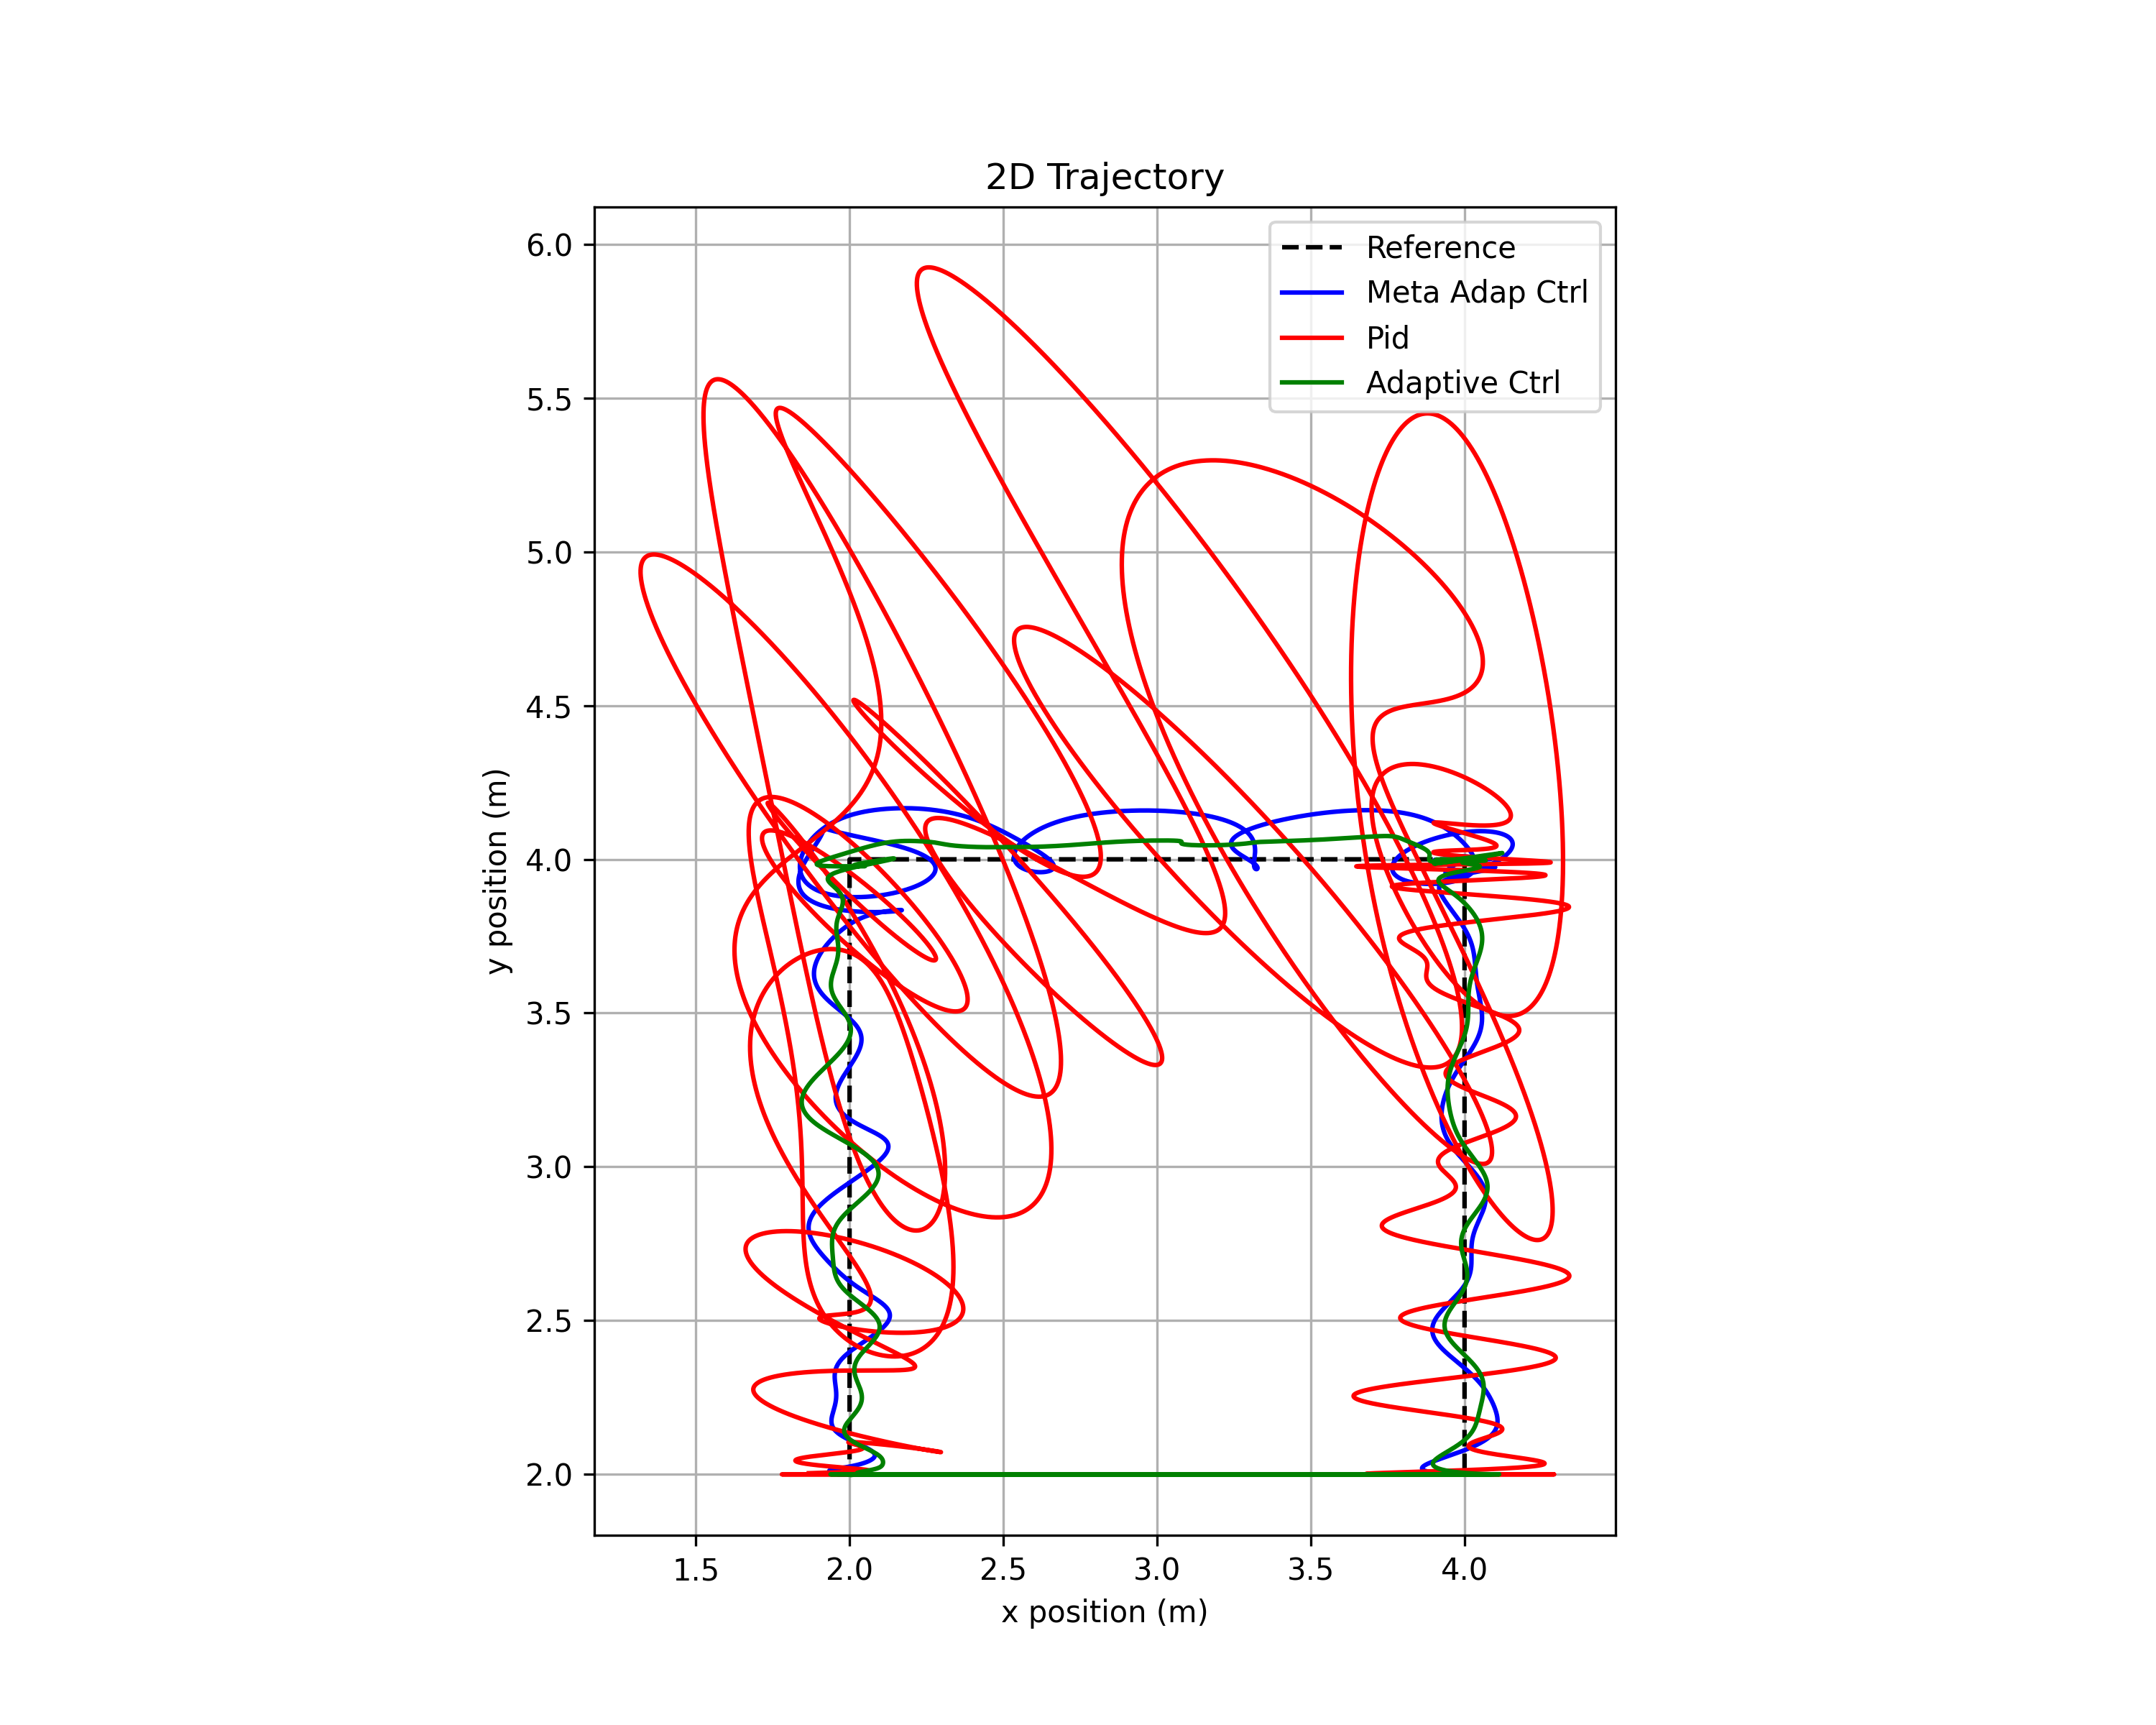 2D Trajectory
Reference
Meta Adap Ctrl
Pid
Adaptive Ctrl
6.0
5.5
5.0
4.5
4.0
3.5
3.0
2.5
2.0
y position (m)
1.5 2.0 2.5 3.0 3.5 4.0
x position (m)